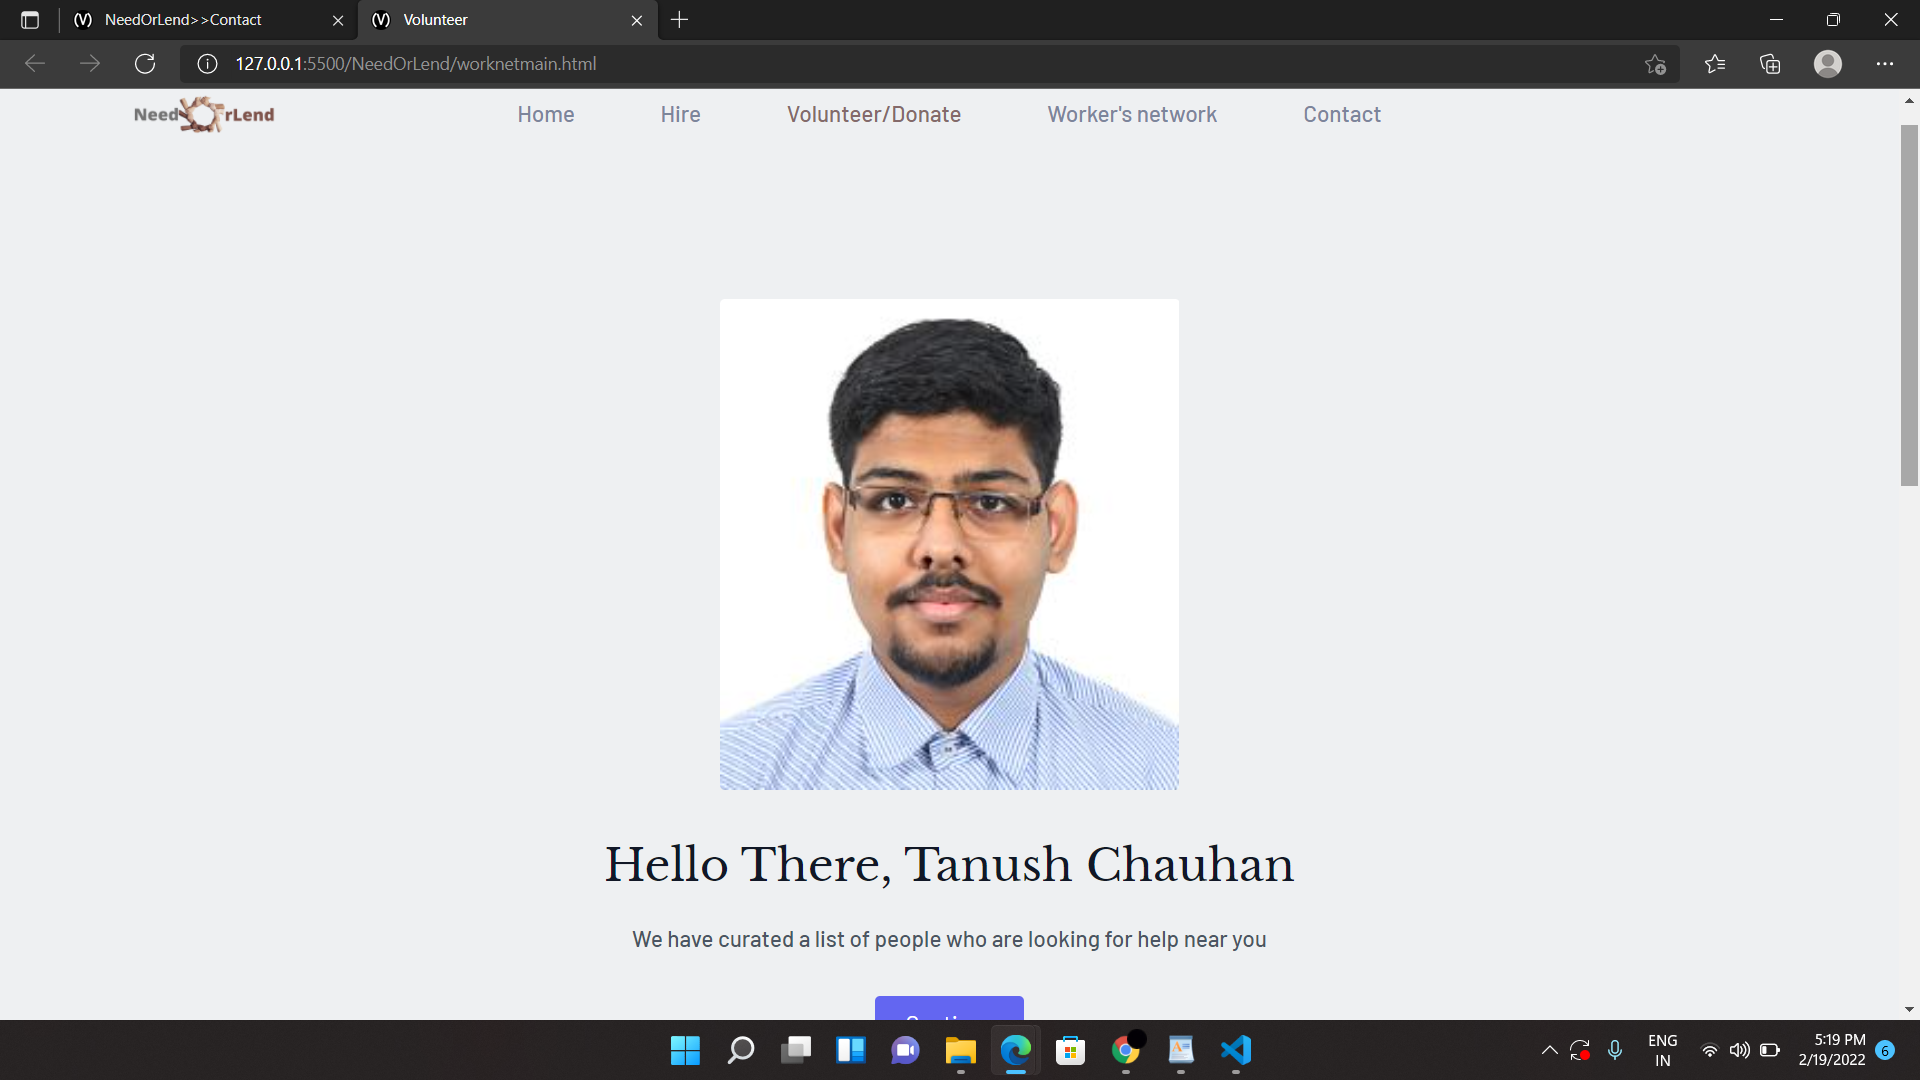 NeedOrLend>>Contact
Volunteer
127.0.0.1:5500/NeedOrLend/worknetmain.html
Need rLend
Home
Hire
Volunteer/Donate
Worker's network
Contact
Hello There, Tanush Chauhan
We have curated a list of people who are looking for help near you
ENG
IN
5:19 PM
2/19/2022
6